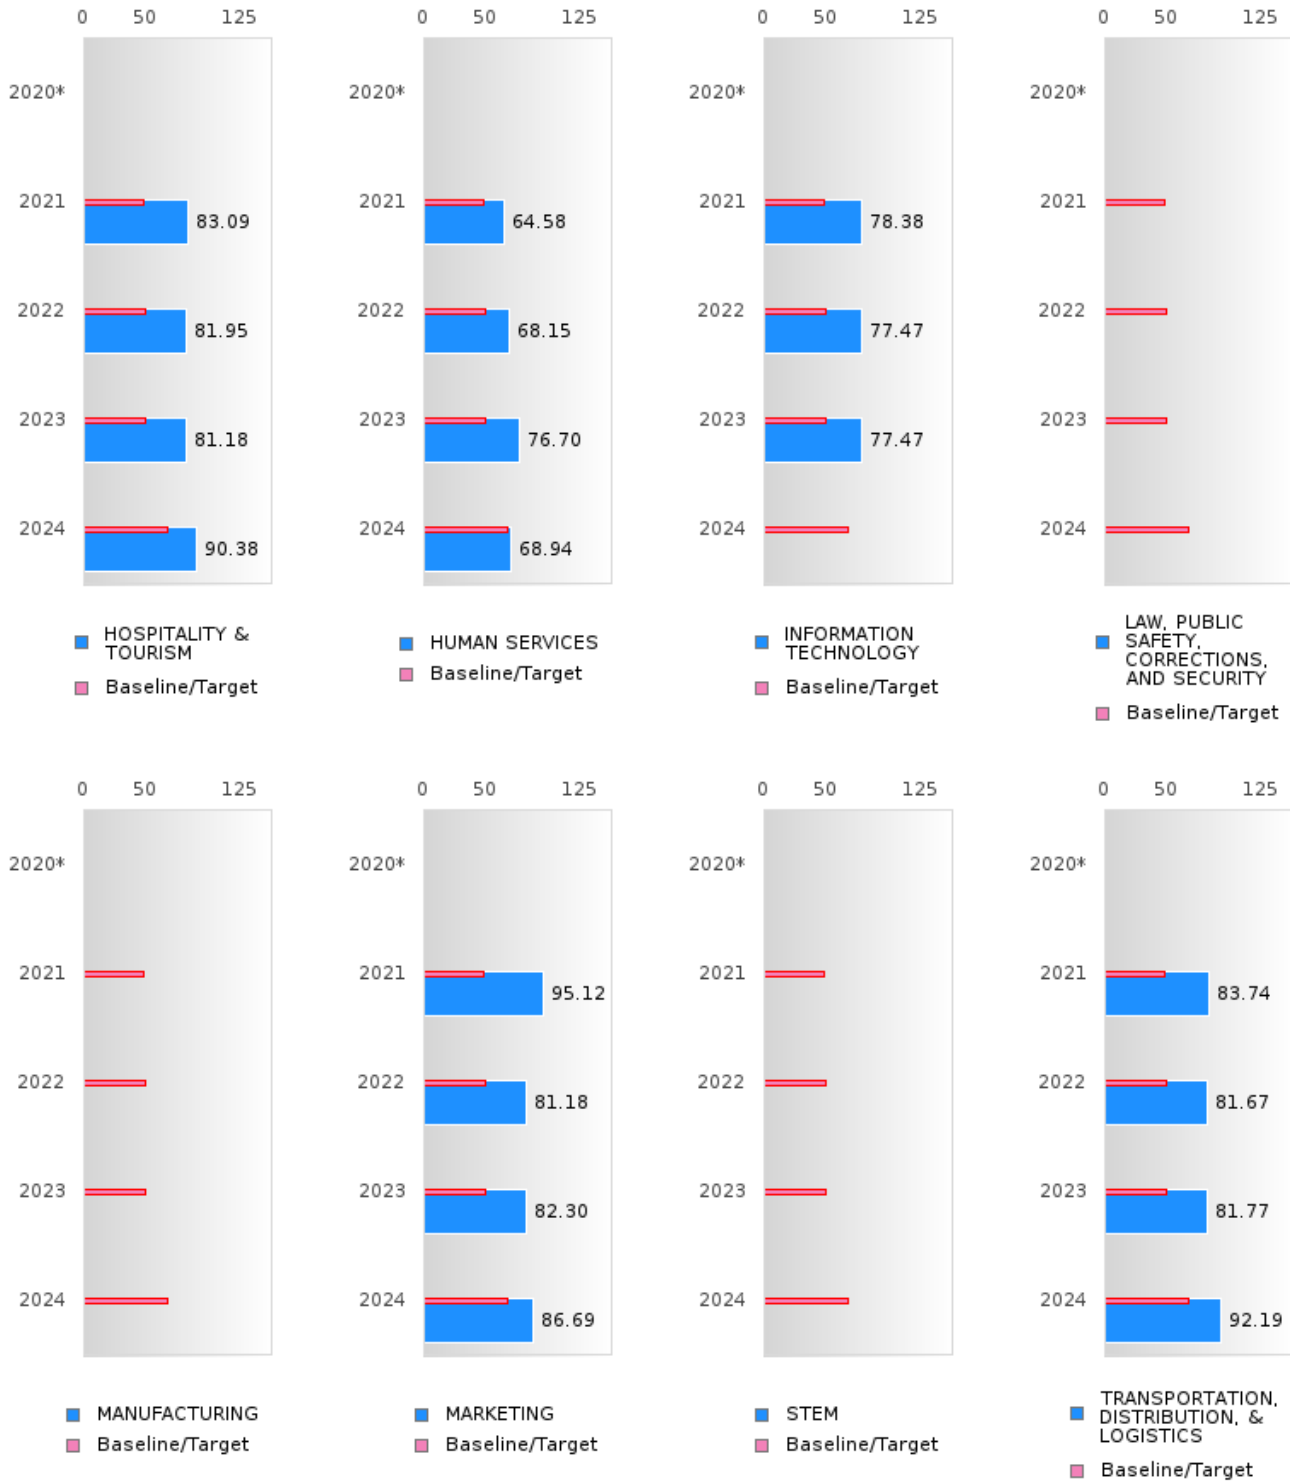 0 50 125
2020*
2021 83.09
2022 81.95
2023 81.18
2024 90.38
HOSPITALITY &
TOURISM
Baseline/Target
0 50 125
2020*
2021 64.58
2022 68.15
2023 76.70
2024 68.94
HUMAN SERVICES
Baseline/Target
0 50 125
2020*
2021 78.38
2022 77.47
2023 77.47
2024
INFORMATION
TECHNOLOGY
Baseline/Target
0 50 125
2020*
2021
2022
2023
2024
LAW, PUBLIC
SAFETY,
CORRECTIONS,
AND SECURITY
Baseline/Target
0 50 125
2020*
2021
2022
2023
2024
MANUFACTURING
Baseline/Target
0 50 125
2020*
2021 95.12
2022 81.18
2023 82.30
2024 86.69
MARKETING
Baseline/Target
0 50 125
2020*
2021
2022
2023
2024
STEM
Baseline/Target
0 50 125
2020*
2021 83.74
2022 81.67
2023 81.77
2024 92.19
TRANSPORTATION,
DISTRIBUTION, &
LOGISTICS
Baseline/Target